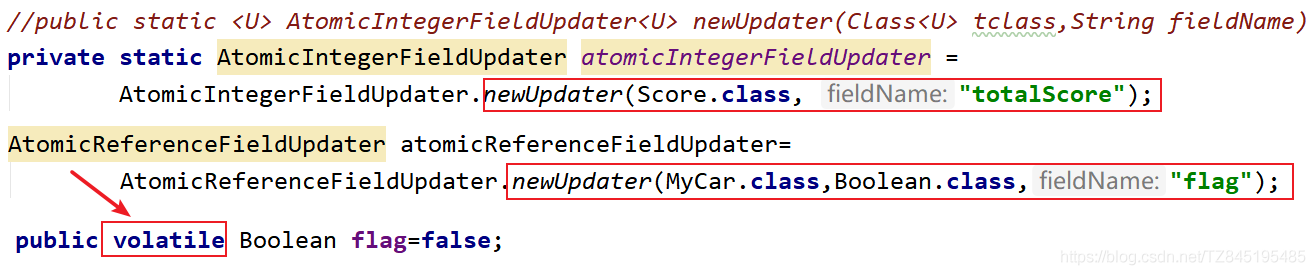 //public static <U> AtomicIntegerFieldUpdater<U> newUpdater(Class<U> tclass,String fieldName)
private static AtomicIntegerFieldUpdater atomicIntegerFieldUpdater =
AtomicIntegerFieldUpdater.newUpdater(Score.class, fieldName: "totalScore");
AtomicReferenceFieldUpdater atomicReferenceFieldUpdater=
AtomicReferenceFieldUpdater.newUpdater(MyCar.class,Boolean.class, fieldName: "flag");
public volatile Boolean flag=false;
https://blog.csdn.net/TZ845195485